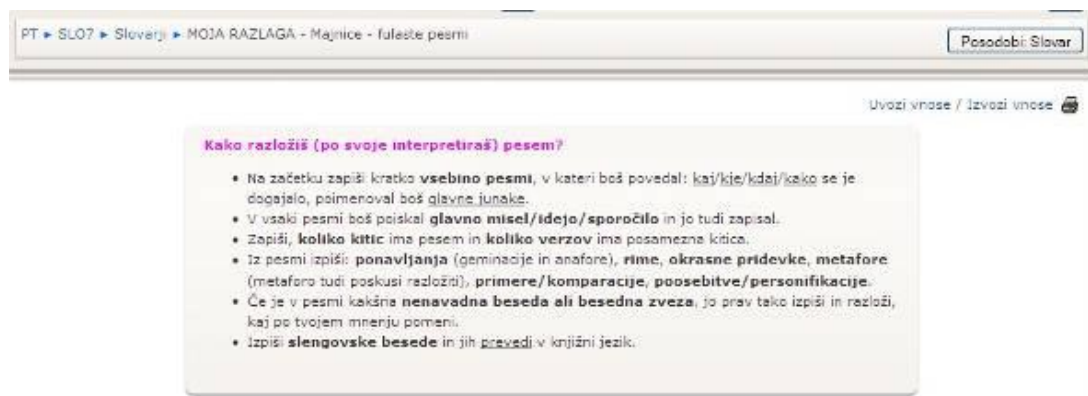 PT ► SLO7 ► Slovarji ► MOJA RAZLAGA - Majnice - fulaste pesmi
Posodobi: Slovar
Uvozi vnose / Izvozi vnose
Kako razložiš (po svoje interpretiraš) pesem?
• Na začetku zapiši kratko vsebino pesmi, v kateri boš povedal: kaj/kje/kdaj/kako se je
dogajalo, poimenoval boš glavne junake.
• V vsaki pesmi boš poiskal glavno misel/idejo/sporočilo in jo tudi zapisal.
• Zapiši, koliko kitic ima pesem in koliko verzov ima posamezna kitica.
• Iz pesmi izpiši: ponavljanja (geminacije in anafore), rime, okrasne pridevke, metafore
(metaforo tudi poskusi razložiti), primere/komparacije, poosebitve/personifikacije.
• Če je v pesmi kakšna nenavadna beseda ali besedna zveza, jo prav tako izpiši in razloži,
kaj po tvojem mnenju pomeni.
• Izpiši slengovske besede in jih prevedi v knjižni jezik.